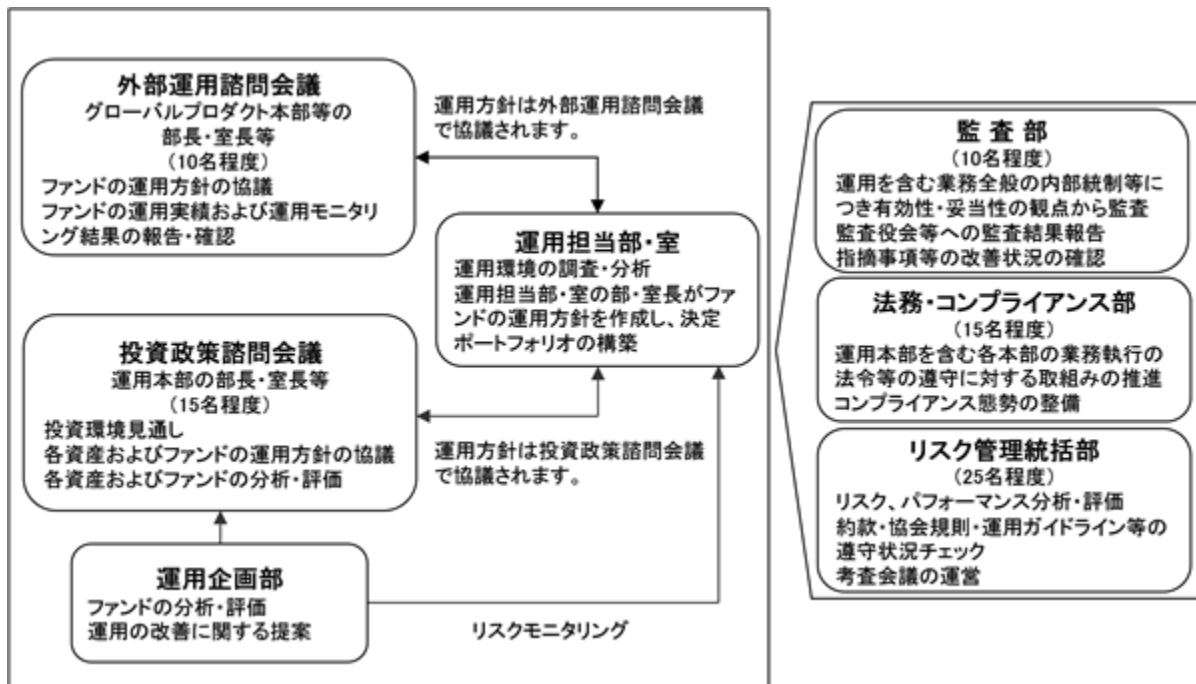 外部運用諮問会議
グローバルプロダクト本部等の
部長・室長等
（10名程度）
ファンドの運用方針の協議
ファンドの運用実績および運用モニタリ
ング結果の報告・確認
運用方針は外部運用諮問会議
で協議されます。
運用担当部・室
運用環境の調査・分析
運用担当部・室の部・室長がファ
ンドの運用方針を作成し、決定
ポートフォリオの構築
投資政策諮問会議
運用本部の部長・室長等
（15名程度）
投資環境見通し
各資産およびファンドの運用方針の協議
各資産およびファンドの分析・評価
運用方針は投資政策諮問会議
で協議されます。
運用企画部
ファンドの分析・評価
運用の改善に関する提案
リスクモニタリング
監 査 部
（10名程度）
運用を含む業務全般の内部統制等に
つき有効性・妥当性の観点から監査
監査役会等への監査結果報告
指摘事項等の改善状況の確認
法務・コンプライアンス部
（15名程度）
運用本部を含む各本部の業務執行の
法令等の遵守に対する取組みの推進
コンプライアンス態勢の整備
リスク管理統括部
（25名程度）
リスク、パフォーマンス分析・評価
約款・協会規則・運用ガイドライン等の
遵守状況チェック
考査会議の運営